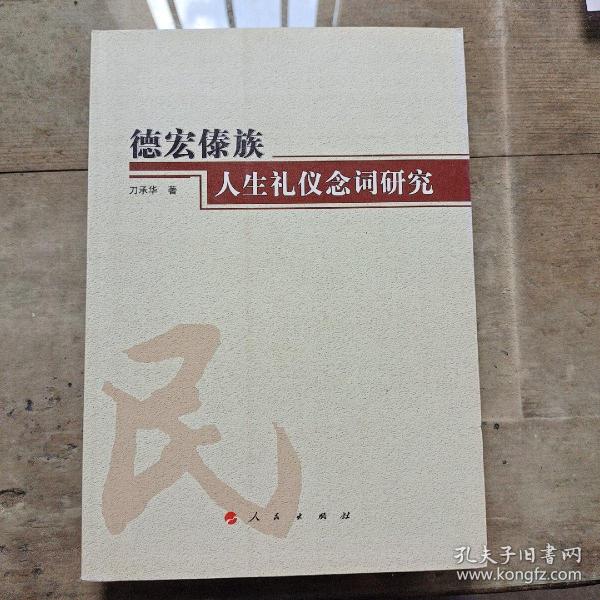 德宏傣族
人生礼仪念词研究
刀承华 著
民
人民出版社
孔夫子旧书网
www.kongfz.com